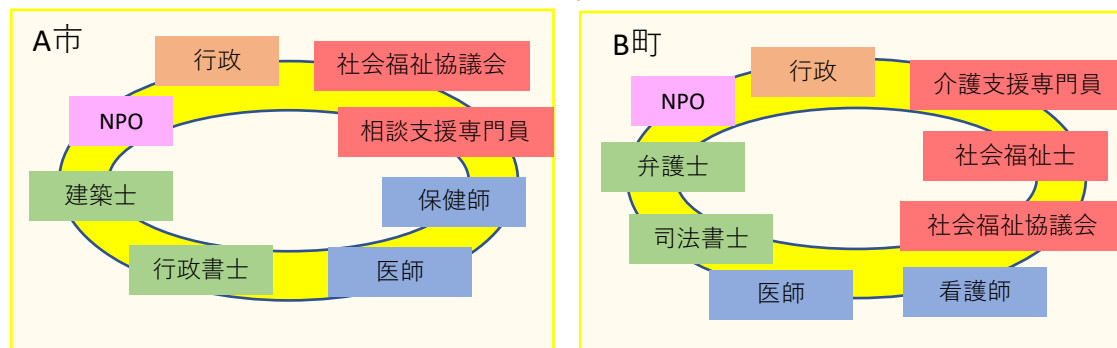 A市
行政
社会福祉協議会
NPO
相談支援専門員
建築士
保健師
行政書士
医師
B町
行政
介護支援専門員
NPO
社会福祉士
弁護士
社会福祉協議会
司法書士
医師
看護師